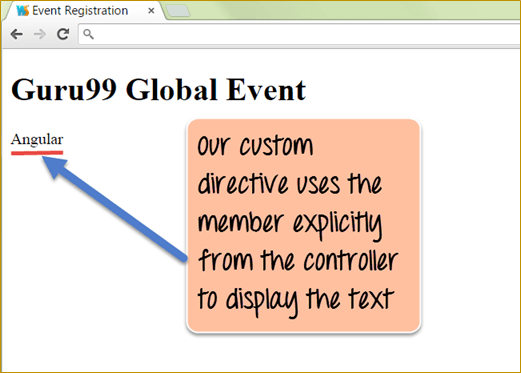 Event Registration
Guru99 Global Event
Angular
Our custom
directive uses the
member explicitly
from the controller
to display the text